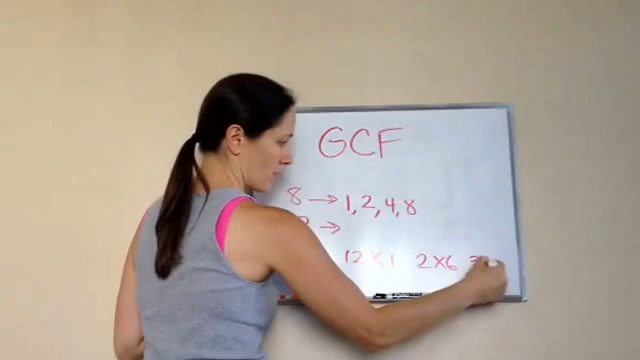 GCF
8 → 1, 2, 4, 8
→
12 × 1 2 × 6